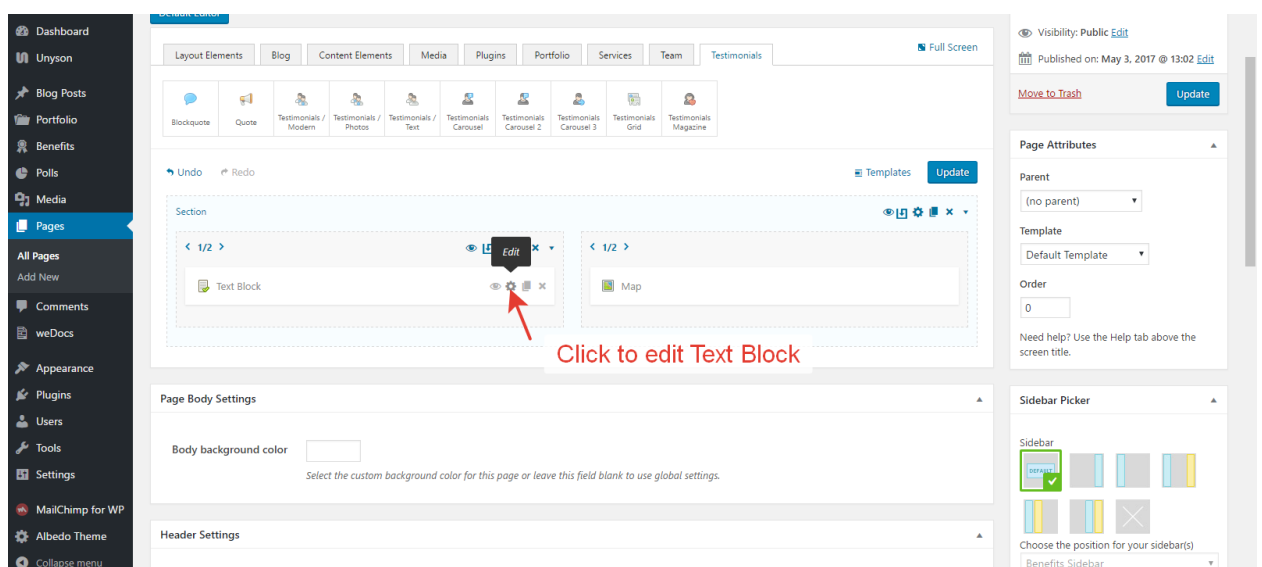 Default Editor
Dashboard
Unyson
Blog Posts
Portfolio
Benefits
Polls
Media
Pages
All Pages
Add New
Comments
weDocs
Appearance
Plugins
Users
Tools
Settings
MailChimp for WP
Albedo Theme
Collapse menu
Layout Elements
Blog
Content Elements
Media
Plugins
Portfolio
Services
Team
Testimonials
Full Screen
Blockquote
Quote
Testimonials /
Modern
Testimonials /
Photos
Testimonials /
Text
Testimonials
Carousel
Testimonials
Carousel 2
Testimonials
Carousel 3
Testimonials
Grid
Testimonials
Magazine
Undo
Redo
Templates
Update
Section
1/2
Edit
1/2
Text Block
Map
Click to edit Text Block
Page Body Settings
Body background color
Select the custom background color for this page or leave this field blank to use global settings.
Header Settings
Visibility: Public Edit
Published on: May 3, 2017 @ 13:02 Edit
Move to Trash
Update
Page Attributes
Parent
(no parent)
Template
Default Template
Order
0
Need help? Use the Help tab above the
screen title.
Sidebar Picker
Sidebar
DEFAULT
Choose the position for your sidebar(s)
Benefits Sidebar